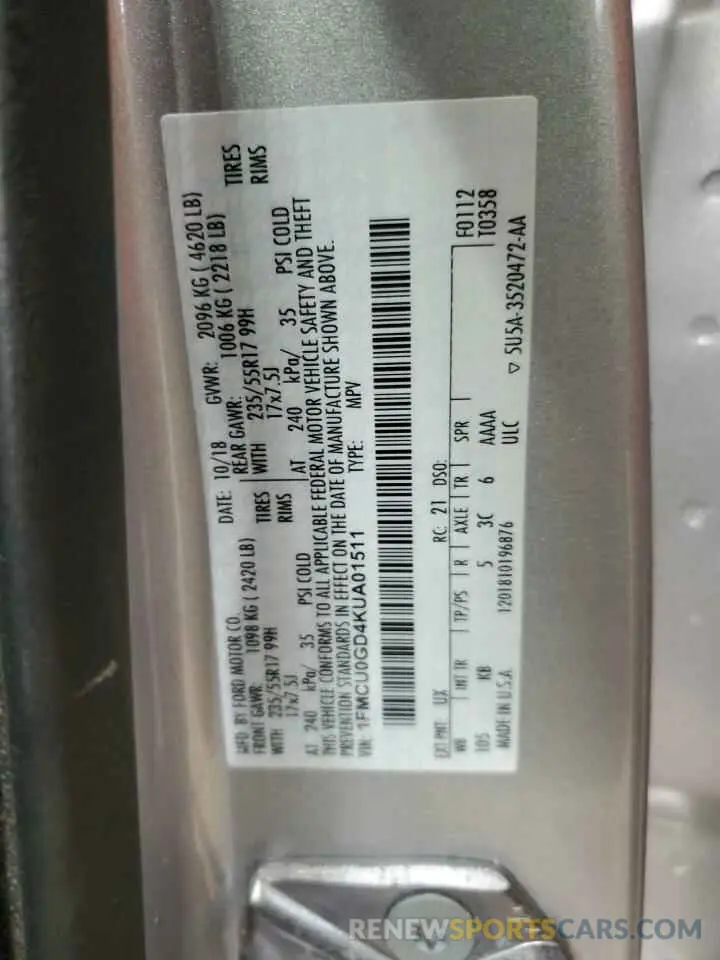 MFD. BY FORD MOTOR CO.
DATE: 10/18 GVWR: 2096 KG ( 4620 LB)
FRONT GAWR: 1098 KG ( 2420 LB) REAR GAWR: 1006 KG ( 2218 LB)
WITH 235/55R17 99H TIRES WITH 235/55R17 99H TIRES
17x7.5J RIMS 17x7.5J RIMS
AT 240 kPa/ 35 PSI COLD AT 240 kPa/ 35 PSI COLD
THIS VEHICLE CONFORMS TO ALL APPLICABLE FEDERAL MOTOR VEHICLE SAFETY AND THEFT
PREVENTION STANDARDS IN EFFECT ON THE DATE OF MANUFACTURE SHOWN ABOVE.
VIN: 1FMCU0GD4KUA01511 TYPE: MPV
EXT PNT: UX RC: 21 DSO: F0112
WB INT TR TP/PS R AXLE TR SPR T0358
105 KB 5 3C 6 AAAA
MADE IN U.S.A 1201810196876 ULC ▽ 5U5A-3520472-AA
RENEWSPORTSCARS.COM